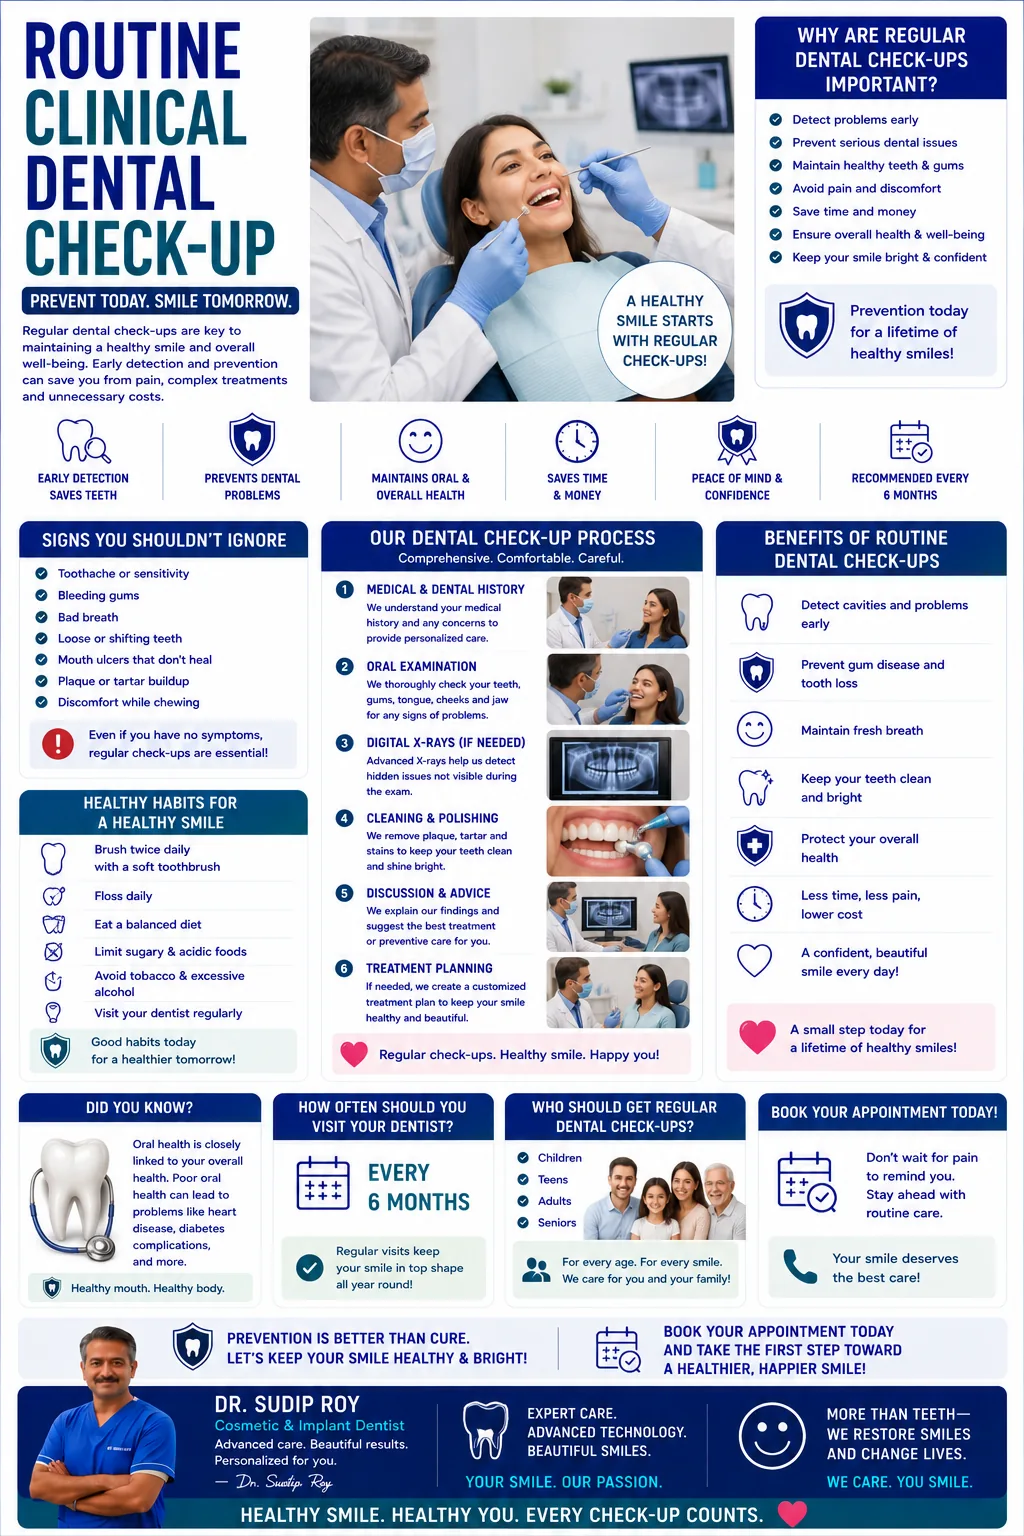 ROUTINE
CLINICAL
DENTAL
CHECK-UP
PREVENT TODAY. SMILE TOMORROW.
Regular dental check-ups are key to
maintaining a healthy smile and overall
well-being. Early detection and prevention
can save you from pain, complex treatments
and unnecessary costs.
A HEALTHY
SMILE STARTS
WITH REGULAR
CHECK-UPS!
WHY ARE REGULAR
DENTAL CHECK-UPS
IMPORTANT?
Detect problems early
Prevent serious dental issues
Maintain healthy teeth & gums
Avoid pain and discomfort
Save time and money
Ensure overall health & well-being
Keep your smile bright & confident
Prevention today
for a lifetime of
healthy smiles!
EARLY DETECTION
SAVES TEETH
PREVENTS DENTAL
PROBLEMS
MAINTAINS ORAL &
OVERALL HEALTH
SAVES TIME
& MONEY
PEACE OF MIND &
CONFIDENCE
RECOMMENDED EVERY
6 MONTHS
SIGNS YOU SHOULDN'T IGNORE
Toothache or sensitivity
Bleeding gums
Bad breath
Loose or shifting teeth
Mouth ulcers that don't heal
Plaque or tartar buildup
Discomfort while chewing
Even if you have no symptoms,
regular check-ups are essential!
HEALTHY HABITS FOR
A HEALTHY SMILE
Brush twice daily
with a soft toothbrush
Floss daily
Eat a balanced diet
Limit sugary & acidic foods
Avoid tobacco & excessive
alcohol
Visit your dentist regularly
Good habits today
for a healthier tomorrow!
OUR DENTAL CHECK-UP PROCESS
Comprehensive. Comfortable. Careful.
1 MEDICAL & DENTAL HISTORY
We understand your medical
history and any concerns to
provide personalized care.
2 ORAL EXAMINATION
We thoroughly check your teeth,
gums, tongue, cheeks and jaw
for any signs of problems.
3 DIGITAL X-RAYS (IF NEEDED)
Advanced X-rays help us detect
hidden issues not visible during
the exam.
4 CLEANING & POLISHING
We remove plaque, tartar and
stains to keep your teeth clean
and shine bright.
5 DISCUSSION & ADVICE
We explain our findings and
suggest the best treatment
or preventive care for you.
6 TREATMENT PLANNING
If needed, we create a customized
treatment plan to keep your smile
healthy and beautiful.
Regular check-ups. Healthy smile. Happy you!
BENEFITS OF ROUTINE
DENTAL CHECK-UPS
Detect cavities and problems
early
Prevent gum disease and
tooth loss
Maintain fresh breath
Keep your teeth clean
and bright
Protect your overall
health
Less time, less pain,
lower cost
A confident, beautiful
smile every day!
A small step today for
a lifetime of healthy smiles!
DID YOU KNOW?
Oral health is closely
linked to your overall
health. Poor oral
health can lead to
problems like heart
disease, diabetes
complications,
and more.
Healthy mouth. Healthy body.
HOW OFTEN SHOULD YOU
VISIT YOUR DENTIST?
EVERY
6 MONTHS
Regular visits keep
your smile in top shape
all year round!
WHO SHOULD GET REGULAR
DENTAL CHECK-UPS?
Children
Teens
Adults
Seniors
For every age. For every smile.
We care for you and your family!
BOOK YOUR APPOINTMENT TODAY!
Don't wait for pain
to remind you.
Stay ahead with
routine care.
Your smile deserves
the best care!
PREVENTION IS BETTER THAN CURE.
LET'S KEEP YOUR SMILE HEALTHY & BRIGHT!
BOOK YOUR APPOINTMENT TODAY
AND TAKE THE FIRST STEP TOWARD
A HEALTHIER, HAPPIER SMILE!
DR. SUDIP ROY
Cosmetic & Implant Dentist
Advanced care. Beautiful results.
Personalized for you.
— Dr. Sudip Roy
EXPERT CARE.
ADVANCED TECHNOLOGY.
BEAUTIFUL SMILES.
YOUR SMILE. OUR PASSION.
MORE THAN TEETH—
WE RESTORE SMILES
AND CHANGE LIVES.
WE CARE. YOU SMILE.
HEALTHY SMILE. HEALTHY YOU. EVERY CHECK-UP COUNTS.